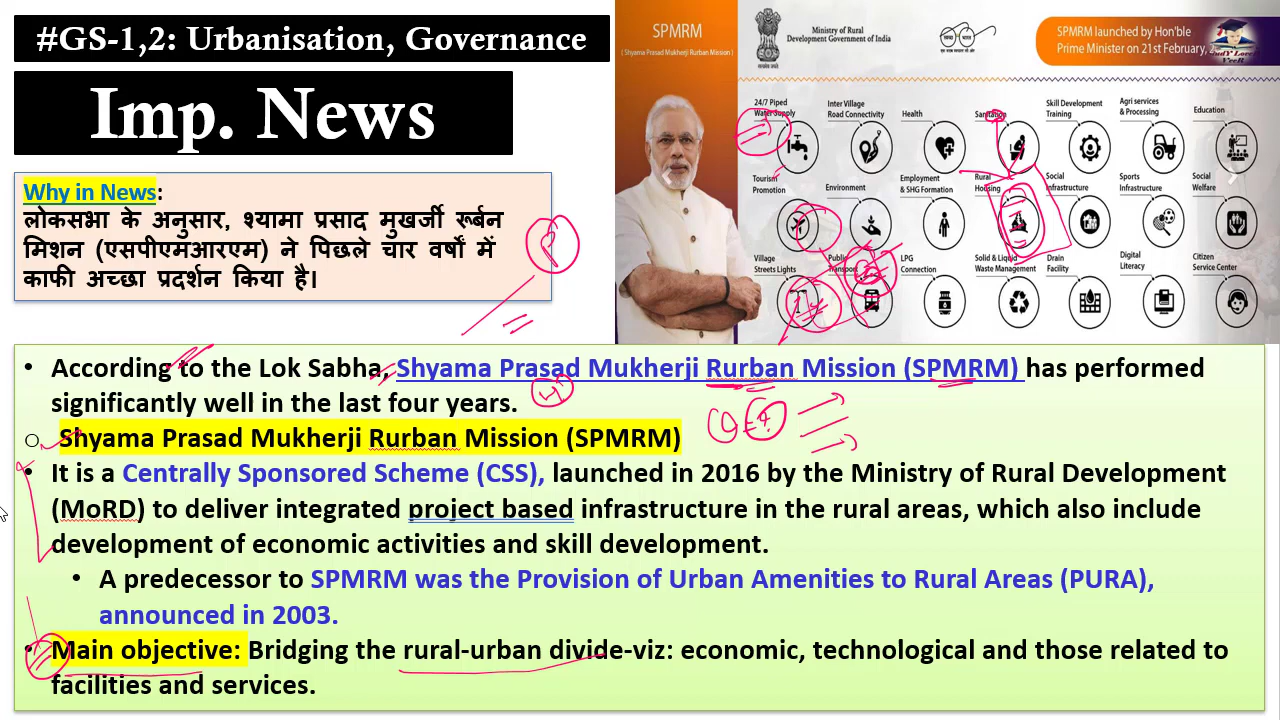 #GS-1,2: Urbanisation, Governance
Imp. News
Why in News:
लोकसभा के अनुसार, श्यामा प्रसाद मुखर्जी रूर्बन
मिशन (एसपीएमआरएम) ने पिछले चार वर्षों में
काफी अच्छा प्रदर्शन किया है।
SPMRM
( Shyama Prasad Mukherji Rurban Mission )
Ministry of Rural
Development Government of India
SPMRM launched by Hon'ble
Prime Minister on 21st February,
24/7 Piped
Water Supply
Inter Village
Road Connectivity
Health
Sanitation
Skill Development
Training
Agri services
& Processing
Education
Tourism
Promotion
Environment
Employment
& SHG Formation
Rural
Housing
Social
Infrastructure
Sports
Infrastructure
Social
Welfare
Village
Streets Lights
Public
Transport
LPG
Connection
Solid & Liquid
Waste Management
Drain
Facility
Digital
Literacy
Citizen
Service Center
• According to the Lok Sabha, Shyama Prasad Mukherji Rurban Mission (SPMRM) has performed
significantly well in the last four years.
o Shyama Prasad Mukherji Rurban Mission (SPMRM)
• It is a Centrally Sponsored Scheme (CSS), launched in 2016 by the Ministry of Rural Development
(MoRD) to deliver integrated project based infrastructure in the rural areas, which also include
development of economic activities and skill development.
• A predecessor to SPMRM was the Provision of Urban Amenities to Rural Areas (PURA),
announced in 2003.
• Main objective: Bridging the rural-urban divide-viz: economic, technological and those related to
facilities and services.